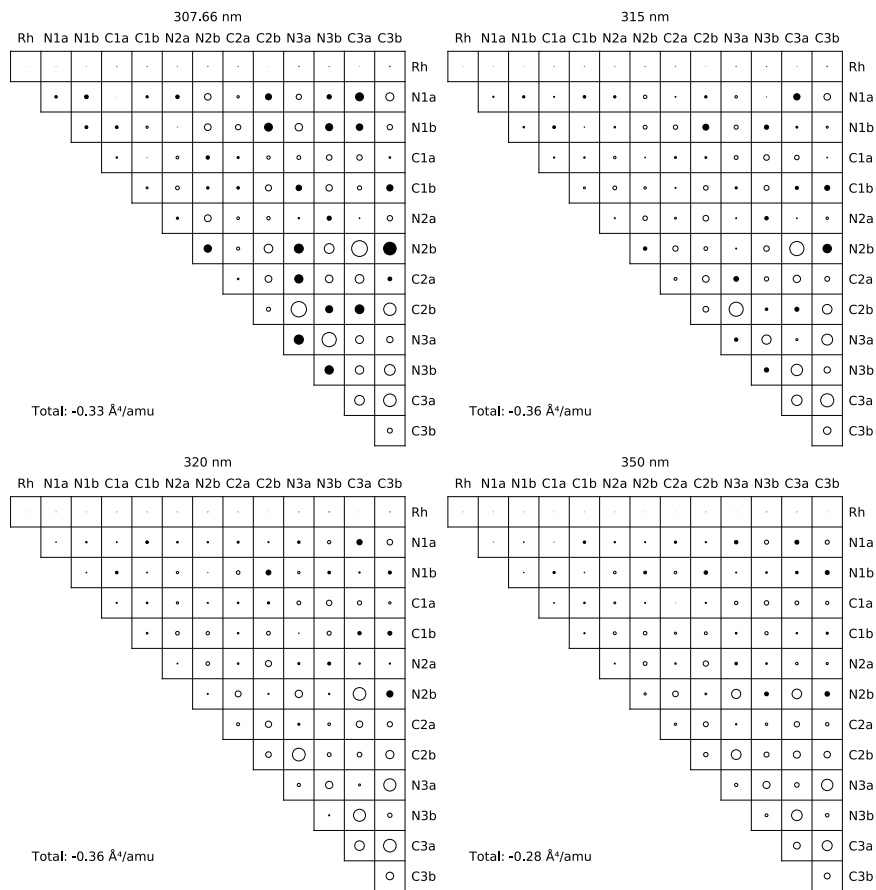 307.66 nm
Rh N1a N1b C1a C1b N2a N2b C2a C2b N3a N3b C3a C3b
Rh
N1a
N1b
C1a
C1b
N2a
N2b
C2a
C2b
N3a
N3b
C3a
C3b
Total: -0.33 Å⁴/amu
315 nm
Rh N1a N1b C1a C1b N2a N2b C2a C2b N3a N3b C3a C3b
Rh
N1a
N1b
C1a
C1b
N2a
N2b
C2a
C2b
N3a
N3b
C3a
C3b
Total: -0.36 Å⁴/amu
320 nm
Rh N1a N1b C1a C1b N2a N2b C2a C2b N3a N3b C3a C3b
Rh
N1a
N1b
C1a
C1b
N2a
N2b
C2a
C2b
N3a
N3b
C3a
C3b
Total: -0.36 Å⁴/amu
350 nm
Rh N1a N1b C1a C1b N2a N2b C2a C2b N3a N3b C3a C3b
Rh
N1a
N1b
C1a
C1b
N2a
N2b
C2a
C2b
N3a
N3b
C3a
C3b
Total: -0.28 Å⁴/amu